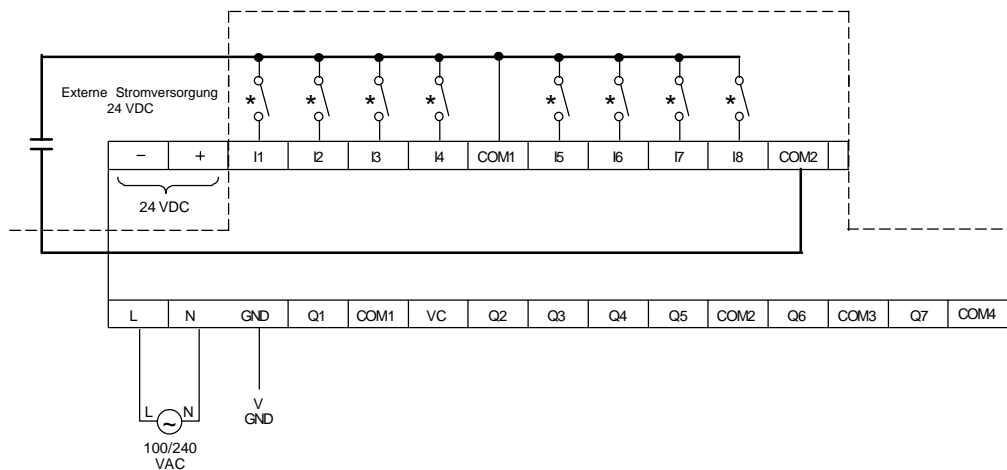 Externe Stromversorgung
24 VDC
* * * * * * * *
− + I1 I2 I3 I4 COM1 I5 I6 I7 I8 COM2
24 VDC
L N GND Q1 COM1 VC Q2 Q3 Q4 Q5 COM2 Q6 COM3 Q7 COM4
L ~ N
V
GND
100/240
VAC